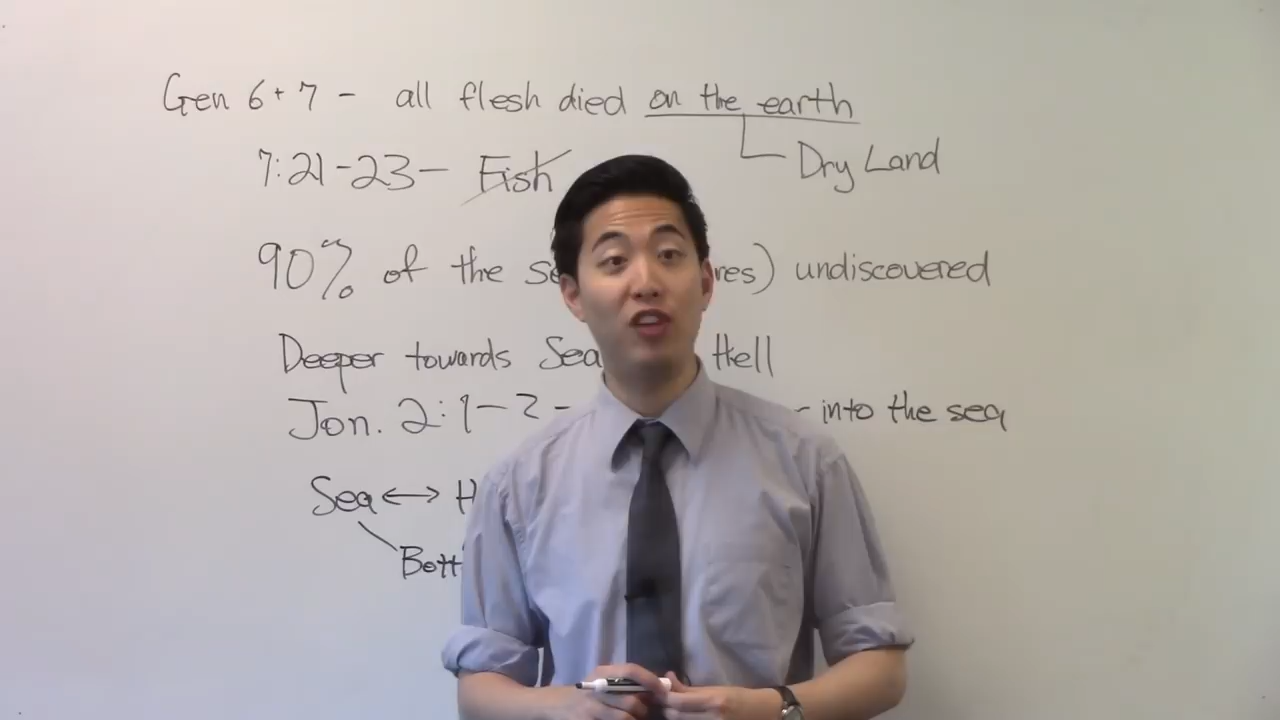 Gen 6+7 - all flesh died on the earth
Dry Land
7:21-23- Fish
90% of the se res) undiscovered
Deeper towards Sea Hell
Jon. 2:1-2 - - into the sea
Sea ↔ H
Bott